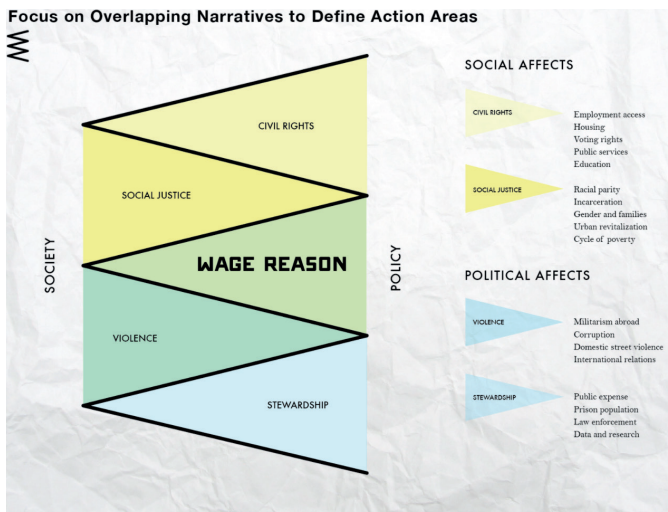 Focus on Overlapping Narratives to Define Action Areas
CIVIL RIGHTS
SOCIAL JUSTICE
WAGE REASON
VIOLENCE
STEWARDSHIP
SOCIETY
POLICY
SOCIAL AFFECTS
CIVIL RIGHTS
Employment access
Housing
Voting rights
Public services
Education
SOCIAL JUSTICE
Racial parity
Incarceration
Gender and families
Urban revitalization
Cycle of poverty
POLITICAL AFFECTS
VIOLENCE
Militarism abroad
Corruption
Domestic street violence
International relations
STEWARDSHIP
Public expense
Prison population
Law enforcement
Data and research